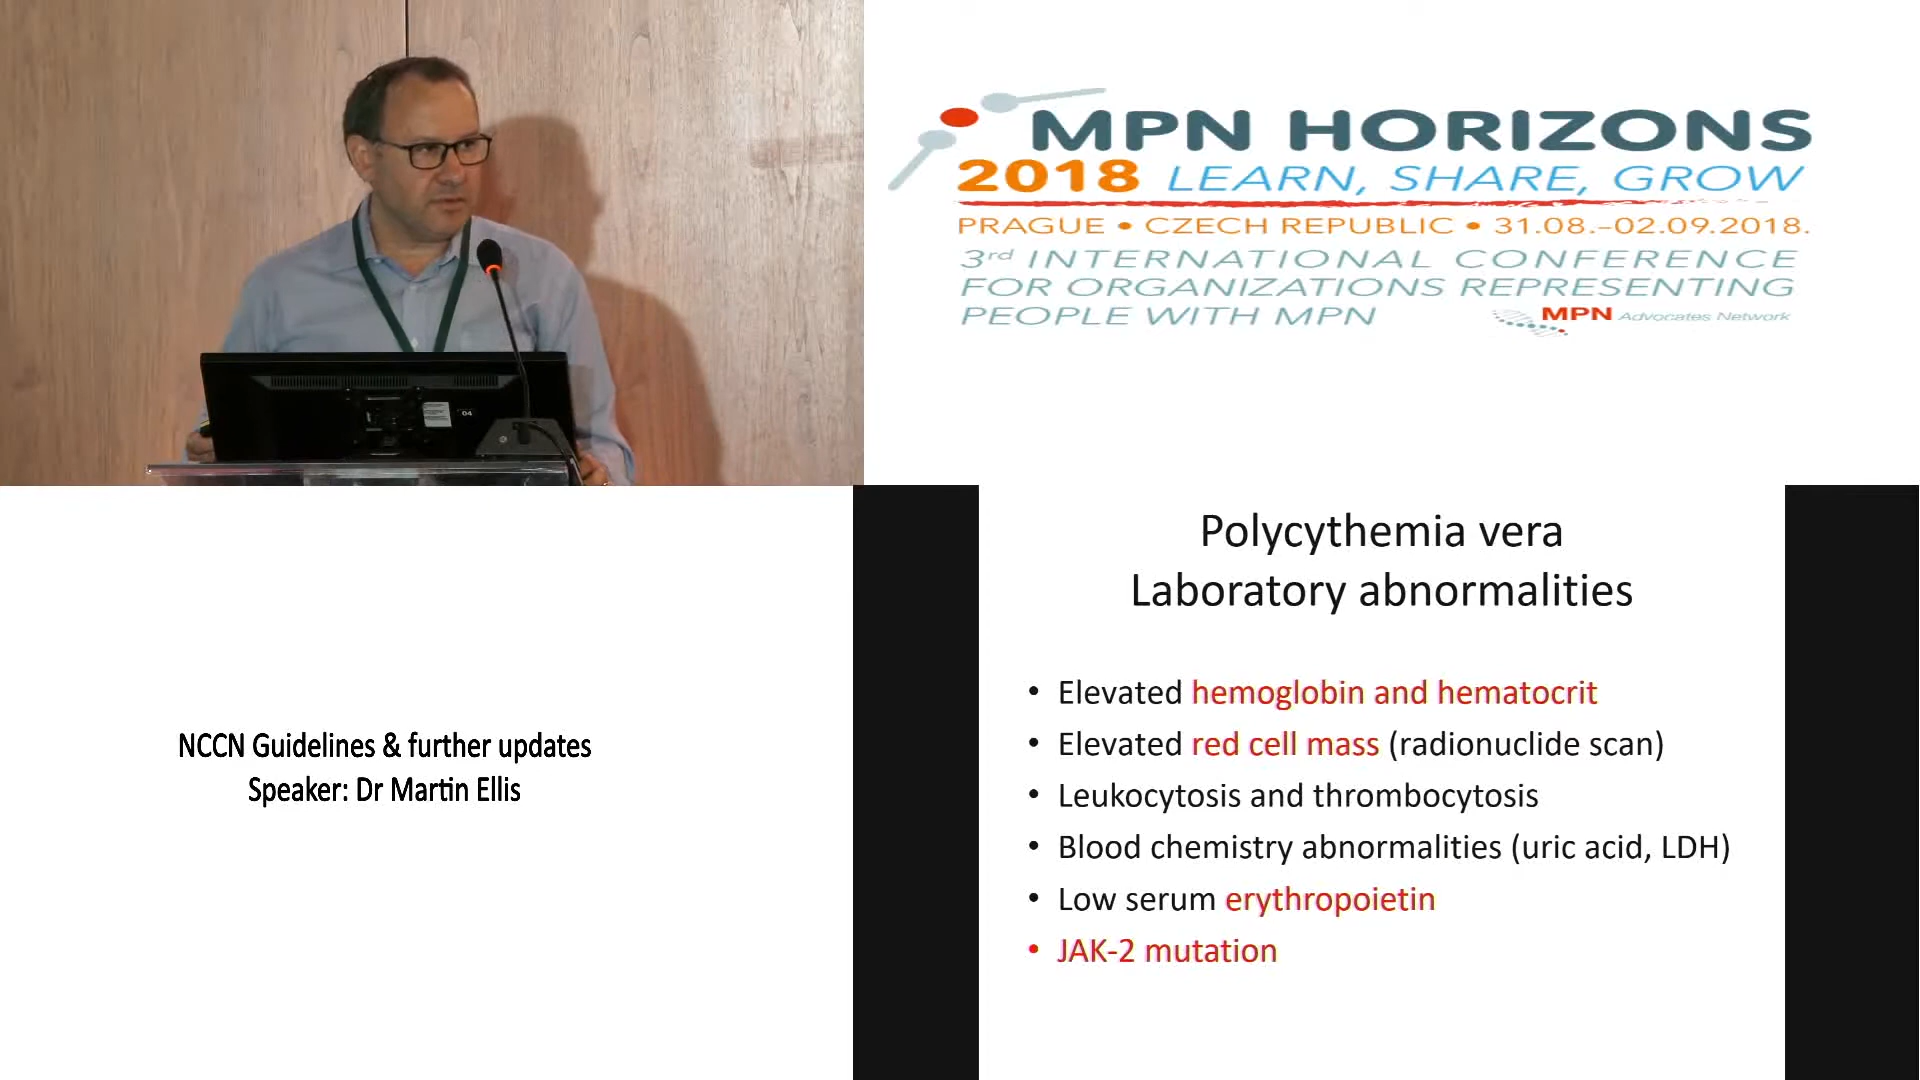 MPN HORIZONS
2018 LEARN, SHARE, GROW
PRAGUE • CZECH REPUBLIC • 31.08.–02.09.2018.
3rd INTERNATIONAL CONFERENCE
FOR ORGANIZATIONS REPRESENTING
PEOPLE WITH MPN
MPN Advocates Network
04
NCCN Guidelines & further updates
Speaker: Dr Martin Ellis
Polycythemia vera
Laboratory abnormalities
• Elevated hemoglobin and hematocrit
• Elevated red cell mass (radionuclide scan)
• Leukocytosis and thrombocytosis
• Blood chemistry abnormalities (uric acid, LDH)
• Low serum erythropoietin
• JAK-2 mutation